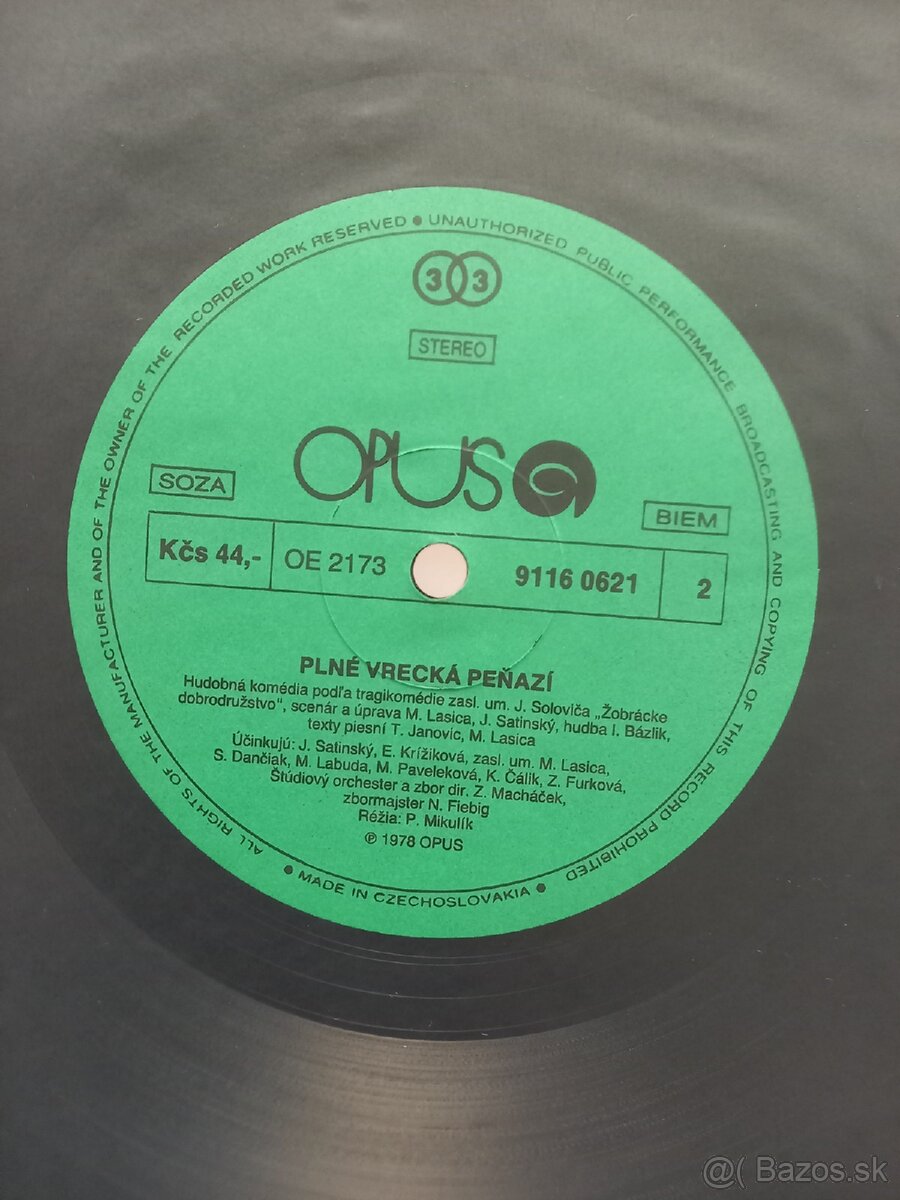 ALL RIGHTS OF THE MANUFACTURER AND OF THE OWNER OF THE RECORDED WORK RESERVED ● UNAUTHORIZED PUBLIC PERFORMANCE BROADCASTING AND COPYING OF THIS RECORD PROHIBITED
33
STEREO
OPUS
SOZA
BIEM
Kčs 44,- OE 2173 9116 0621 2
PLNÉ VRECKÁ PEŇAZÍ
Hudobná komédia podľa tragikomédie zasl. um. J. Soloviča „Žobrácke
dobrodružstvo", scenár a úprava M. Lasica, J. Satinský, hudba I. Bázlik,
texty piesní T. Janovic, M. Lasica
Účinkujú: J. Satinský, E. Krížiková, zasl. um. M. Lasica,
S. Dančiak, M. Labuda, M. Paveleková, K. Čálik, Z. Furková,
Štúdiový orchester a zbor dir. Z. Macháček,
zbormajster N. Fiebig
Réžia: P. Mikulík
℗ 1978 OPUS
● MADE IN CZECHOSLOVAKIA ●
@( Bazos.sk